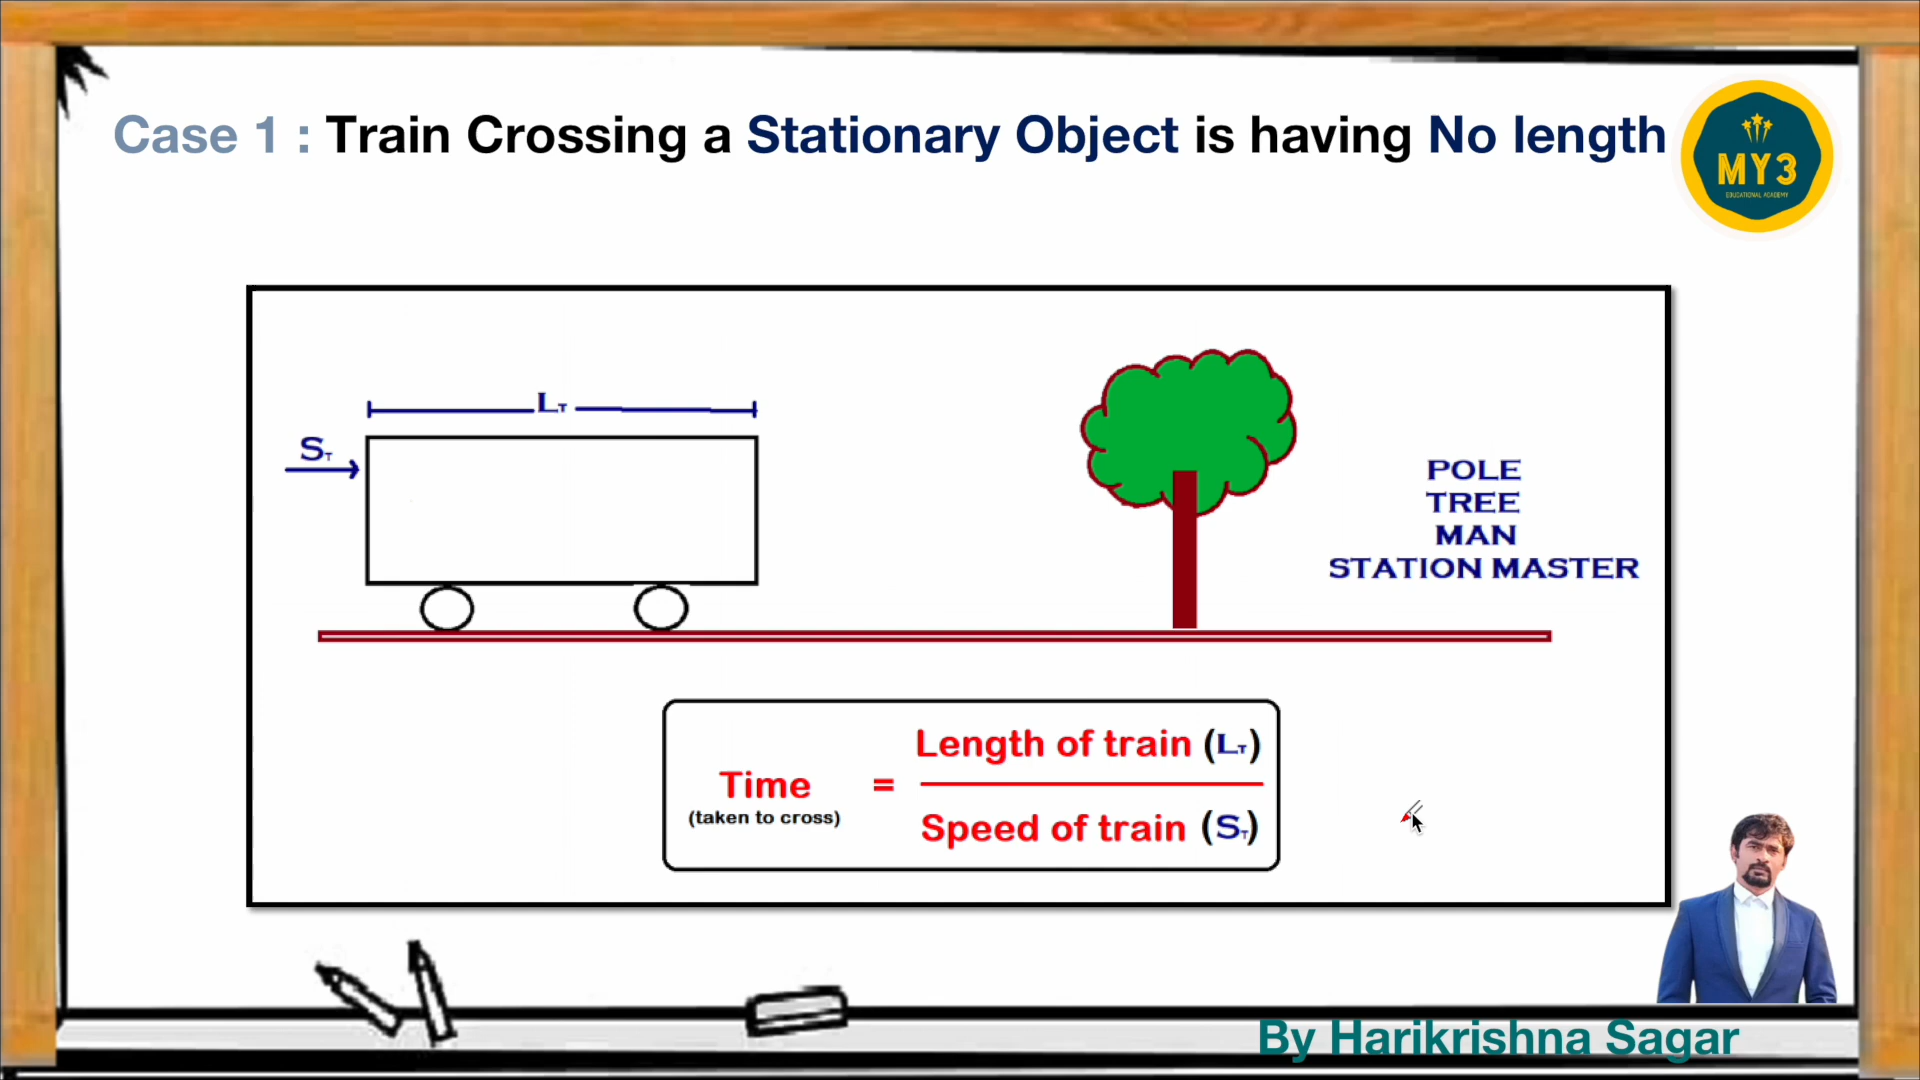 Case 1 : Train Crossing a Stationary Object is having No length
MY3
EDUCATIONAL ACADEMY
LT
ST
POLE
TREE
MAN
STATION MASTER
Length of train (LT)
Time =
(taken to cross)
Speed of train (ST)
By Harikrishna Sagar